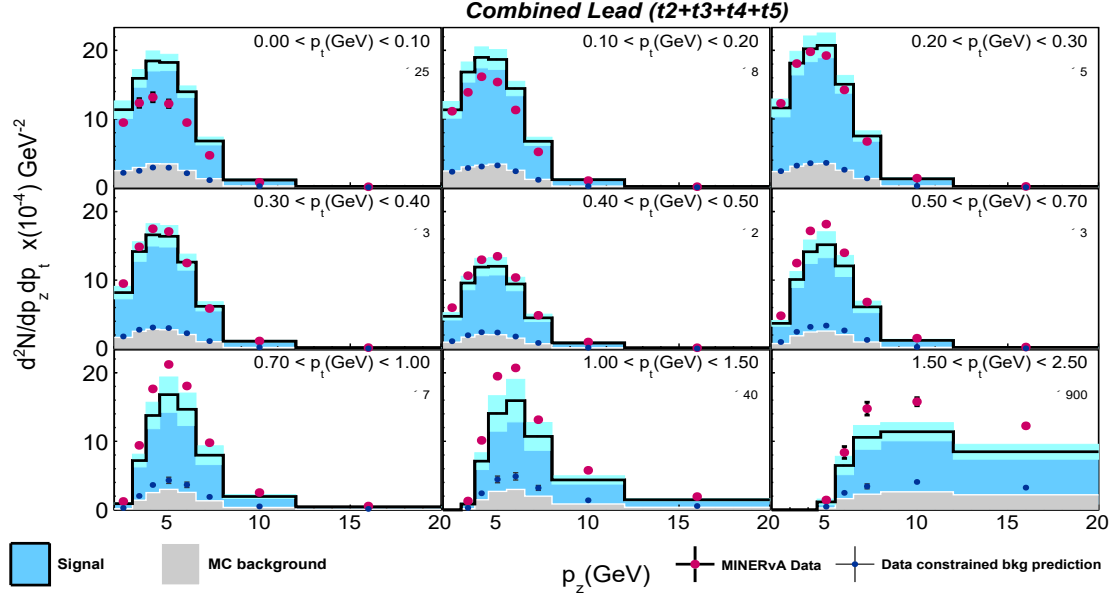 Combined Lead (t2+t3+t4+t5)
0.00 < p_t(GeV) < 0.10
´ 25
0.10 < p_t(GeV) < 0.20
´ 8
0.20 < p_t(GeV) < 0.30
´ 5
20
10
0
0.30 < p_t(GeV) < 0.40
´ 3
0.40 < p_t(GeV) < 0.50
´ 2
0.50 < p_t(GeV) < 0.70
´ 3
20
10
0
0.70 < p_t(GeV) < 1.00
´ 7
1.00 < p_t(GeV) < 1.50
´ 40
1.50 < p_t(GeV) < 2.50
´ 900
20
10
0
5 10 15 20
5 10 15 20
5 10 15 20
d²N/dp_z dp_t x(10⁻⁴) GeV⁻²
p_z(GeV)
Signal
MC background
MINERvA Data
Data constrained bkg prediction